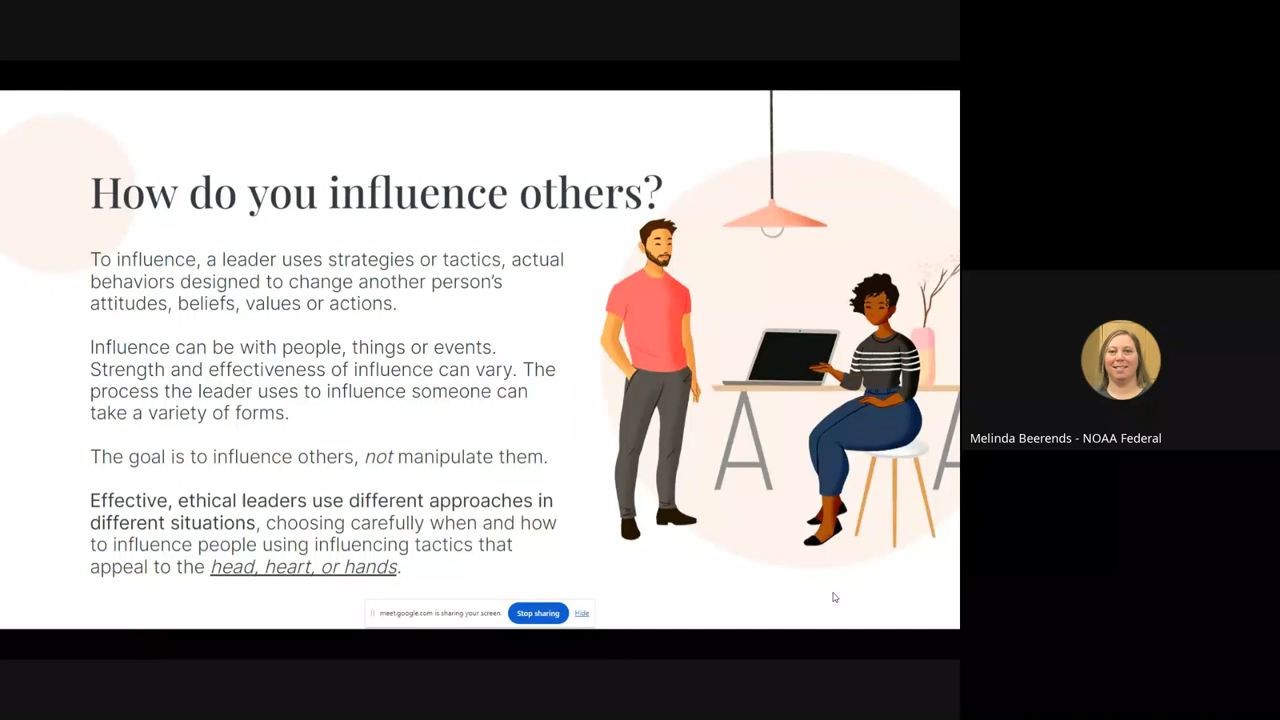 How do you influence others?
To influence, a leader uses strategies or tactics, actual
behaviors designed to change another person's
attitudes, beliefs, values or actions.
Influence can be with people, things or events.
Strength and effectiveness of influence can vary. The
process the leader uses to influence someone can
take a variety of forms.
The goal is to influence others, not manipulate them.
Effective, ethical leaders use different approaches in
different situations, choosing carefully when and how
to influence people using influencing tactics that
appeal to the head, heart, or hands.
meet.google.com is sharing your screen.
Stop sharing
Hide
Melinda Beerends - NOAA Federal